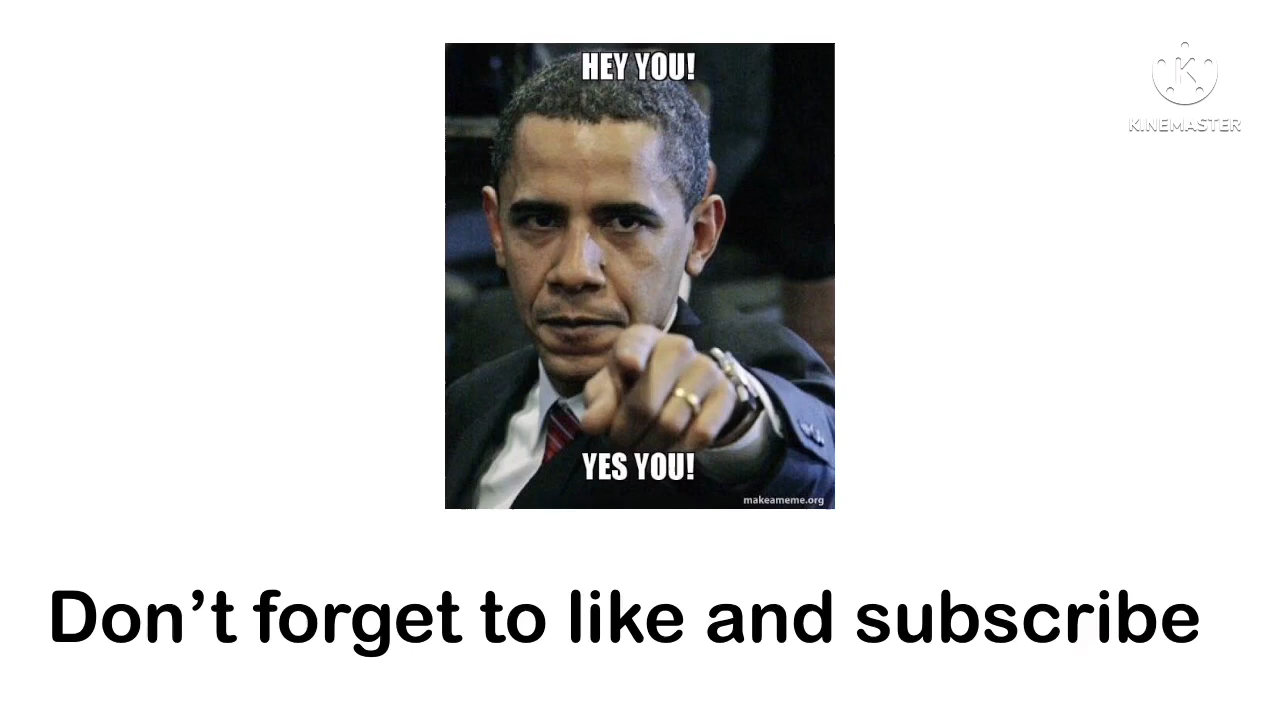 HEY YOU!
KINEMASTER
YES YOU!
makeameme.org
Don’t forget to like and subscribe